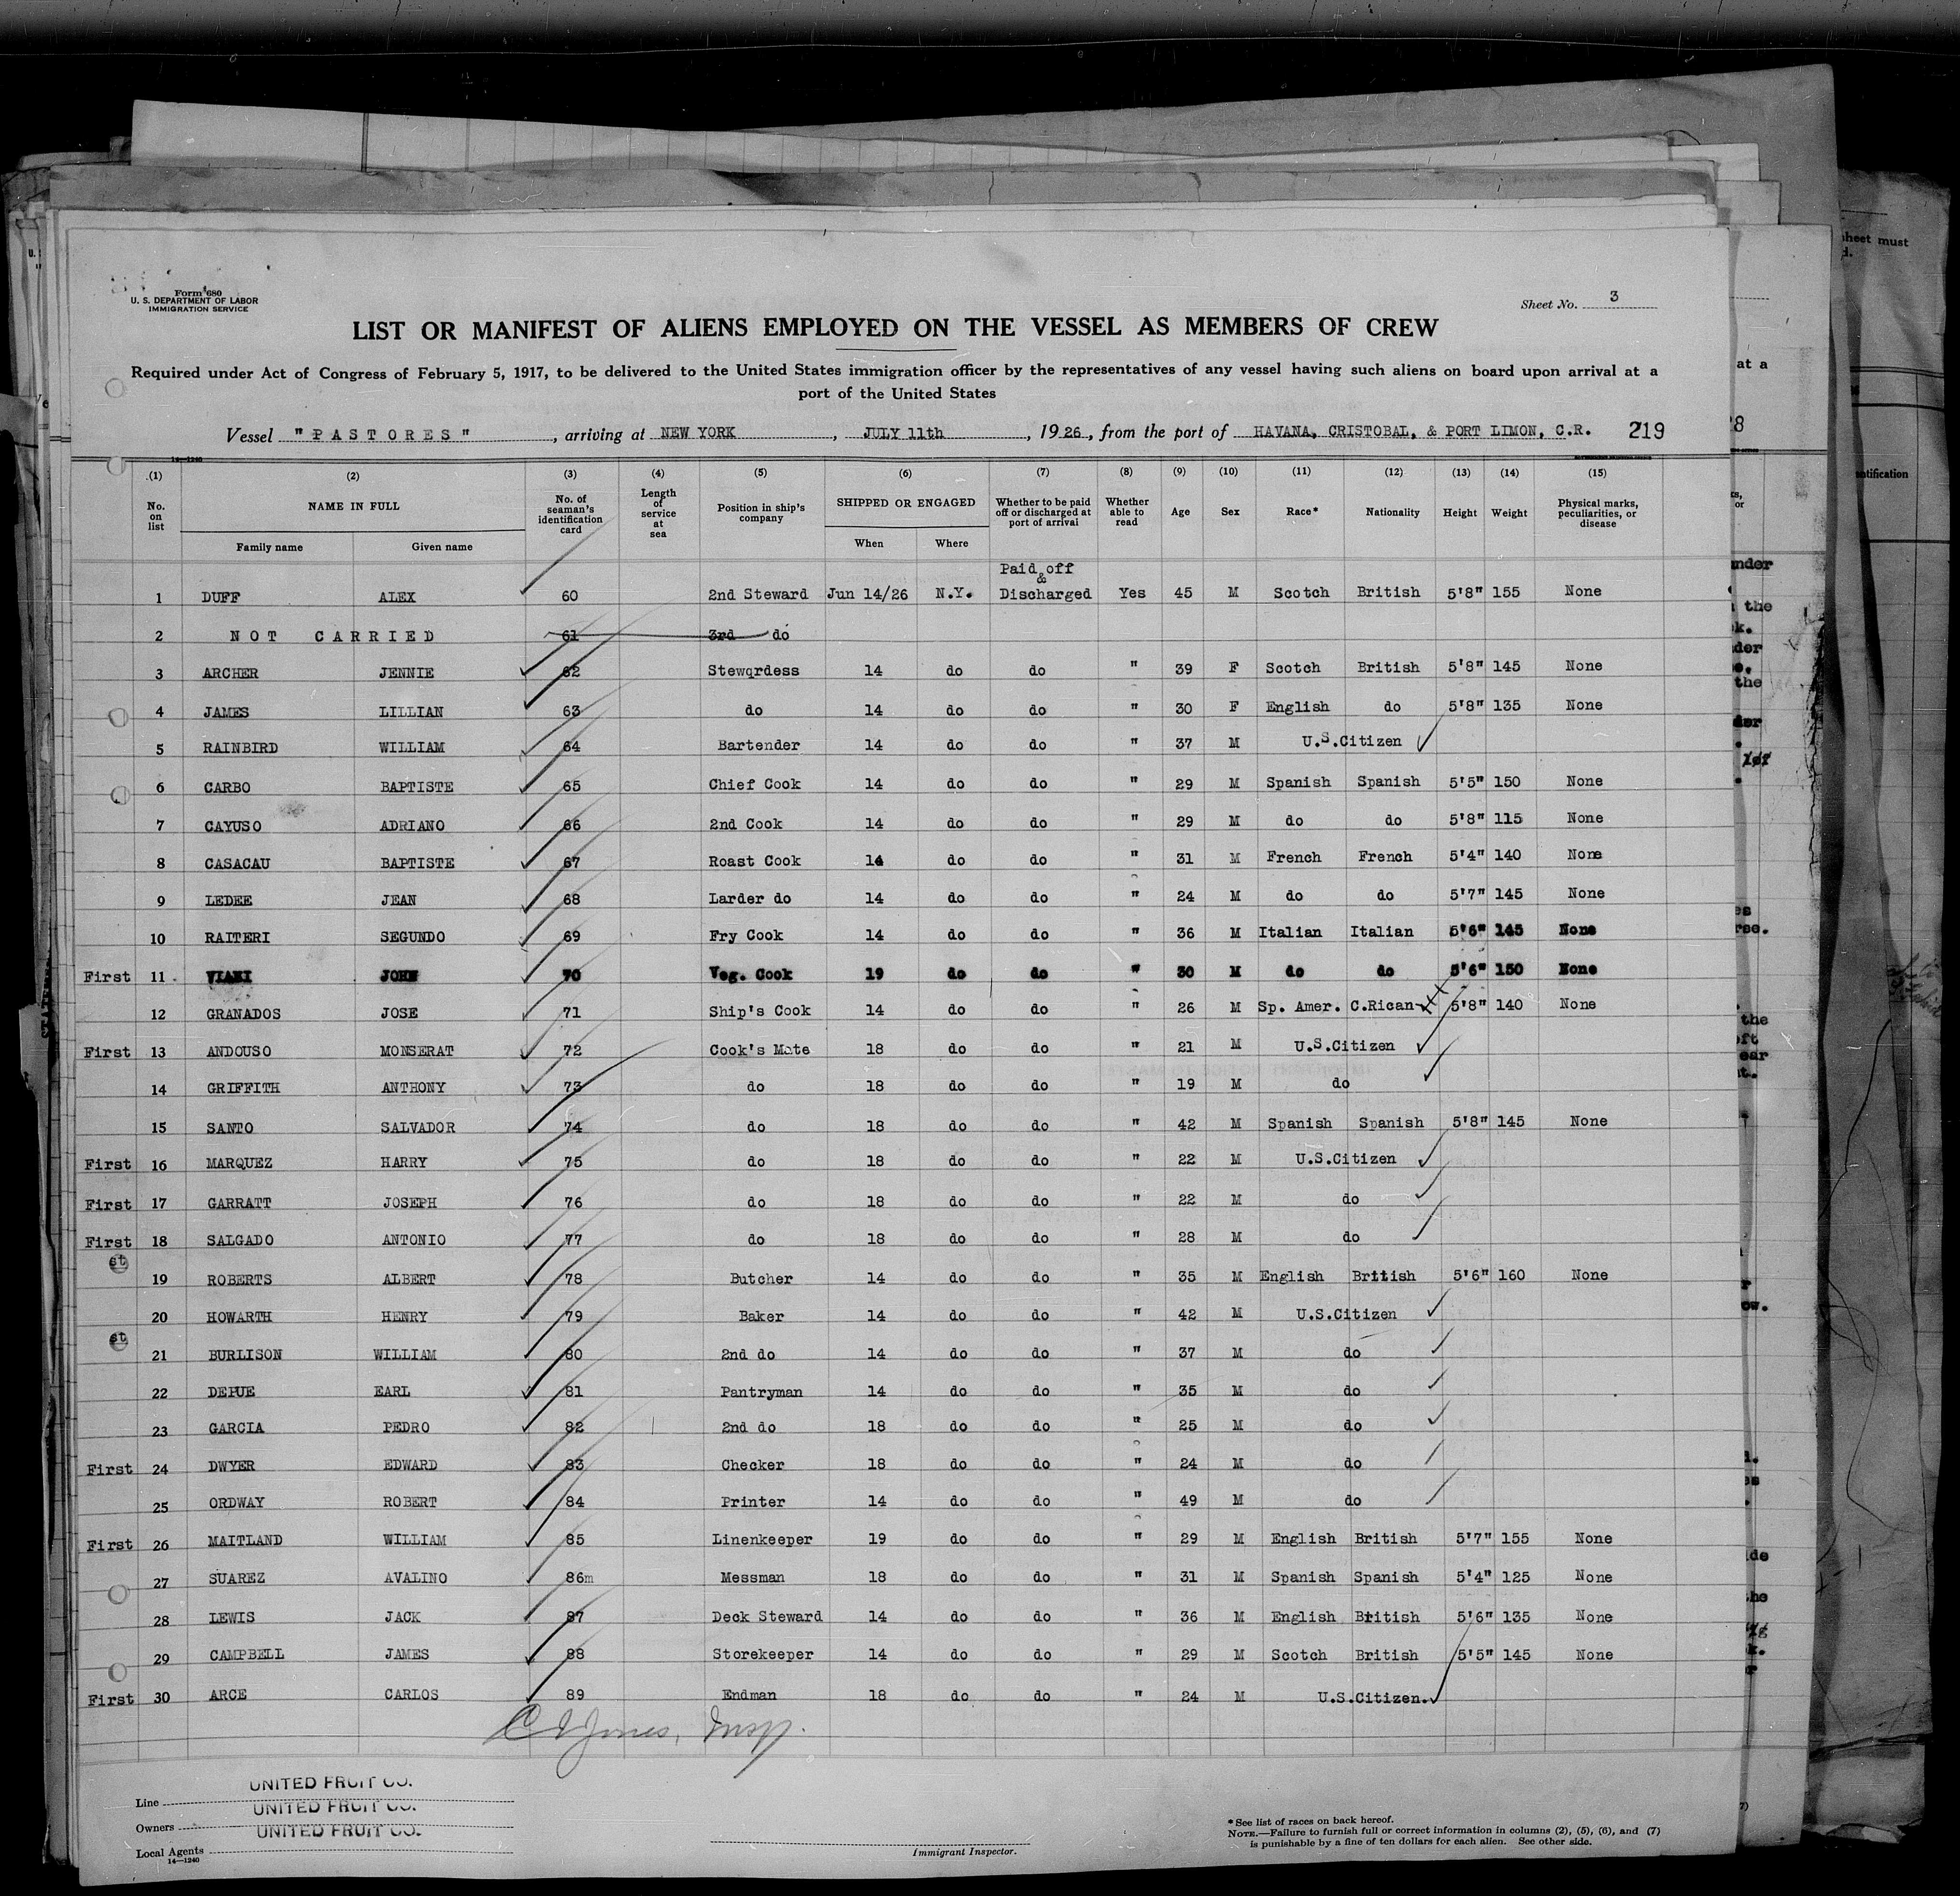 Form 680
U. S. DEPARTMENT OF LABOR
IMMIGRATION SERVICE
Sheet No. 3
LIST OR MANIFEST OF ALIENS EMPLOYED ON THE VESSEL AS MEMBERS OF CREW
Required under Act of Congress of February 5, 1917, to be delivered to the United States immigration officer by the representatives of any vessel having such aliens on board upon arrival at a
port of the United States
Vessel "PASTORES", arriving at NEW YORK, JULY 11th, 1926, from the port of HAVANA, CRISTOBAL, & PORT LIMON, C.R. 219
14—1240
(1) (2) (3) (4) (5) (6) (7) (8) (9) (10) (11) (12) (13) (14) (15)
No. on list NAME IN FULL No. of seaman's identification card Length of service at sea Position in ship's company SHIPPED OR ENGAGED Whether to be paid off or discharged at port of arrival Whether able to read Age Sex Race* Nationality Height Weight Physical marks, peculiarities, or disease
Family name Given name When Where
Paid off
&
1 DUFF ALEX 60 2nd Steward Jun 14/26 N.Y. Discharged Yes 45 M Scotch British 5'8" 155 None
2 NOT CARRIED 61 3rd do
3 ARCHER JENNIE 62 Stewqrdess 14 do do " 39 F Scotch British 5'8" 145 None
4 JAMES LILLIAN 63 do 14 do do " 30 F English do 5'8" 135 None
5 RAINBIRD WILLIAM 64 Bartender 14 do do " 37 M U.S.Citizen
6 CARBO BAPTISTE 65 Chief Cook 14 do do " 29 M Spanish Spanish 5'5" 150 None
7 CAYUSO ADRIANO 66 2nd Cook 14 do do " 29 M do do 5'8" 115 None
8 CASACAU BAPTISTE 67 Roast Cook 14 do do " 31 M French French 5'4" 140 None
9 LEDEE JEAN 68 Larder do 14 do do " 24 M do do 5'7" 145 None
10 RAITERI SEGUNDO 69 Fry Cook 14 do do " 36 M Italian Italian 5'6" 145 None
First 11 JOHN 70 Veg. Cook 19 do do " 30 M do do 5'6" 150 None
12 GRANADOS JOSE 71 Ship's Cook 14 do do " 26 M Sp. Amer. C.Rican 5'8" 140 None
First 13 ANDOUSO MONSERAT 72 Cook's Mate 18 do do " 21 M U.S.Citizen
14 GRIFFITH ANTHONY 73 do 18 do do " 19 M do
15 SANTO SALVADOR 74 do 18 do do " 42 M Spanish Spanish 5'8" 145 None
First 16 MARQUEZ HARRY 75 do 18 do do " 22 M U.S.Citizen
First 17 GARRATT JOSEPH 76 do 18 do do " 22 M do
First 18 SALGADO ANTONIO 77 do 18 do do " 28 M do
st
19 ROBERTS ALBERT 78 Butcher 14 do do " 35 M English British 5'6" 160 None
20 HOWARTH HENRY 79 Baker 14 do do " 42 M U.S.Citizen
st
21 BURLISON WILLIAM 80 2nd do 14 do do " 37 M do
22 DEPUE EARL 81 Pantryman 14 do do " 35 M do
23 GARCIA PEDRO 82 2nd do 18 do do " 25 M do
First 24 DWYER EDWARD 83 Checker 18 do do " 24 M do
25 ORDWAY ROBERT 84 Printer 14 do do " 49 M do
First 26 MAITLAND WILLIAM 85 Linenkeeper 19 do do " 29 M English British 5'7" 155 None
27 SUAREZ AVALINO 86m Messman 18 do do " 31 M Spanish Spanish 5'4" 125 None
28 LEWIS JACK 87 Deck Steward 14 do do " 36 M English British 5'6" 135 None
29 CAMPBELL JAMES 88 Storekeeper 14 do do " 29 M Scotch British 5'5" 145 None
First 30 ARCE CARLOS 89 Endman 18 do do " 24 M U.S.Citizen.
Jones, Insp.
Line UNITED FRUIT CO.
Owners UNITED FRUIT CO.
Local Agents UNITED FRUIT CO.
14—1240
Immigrant Inspector.
*See list of races on back hereof.
NOTE.—Failure to furnish full or correct information in columns (2), (5), (6), and (7)
is punishable by a fine of ten dollars for each alien. See other side.